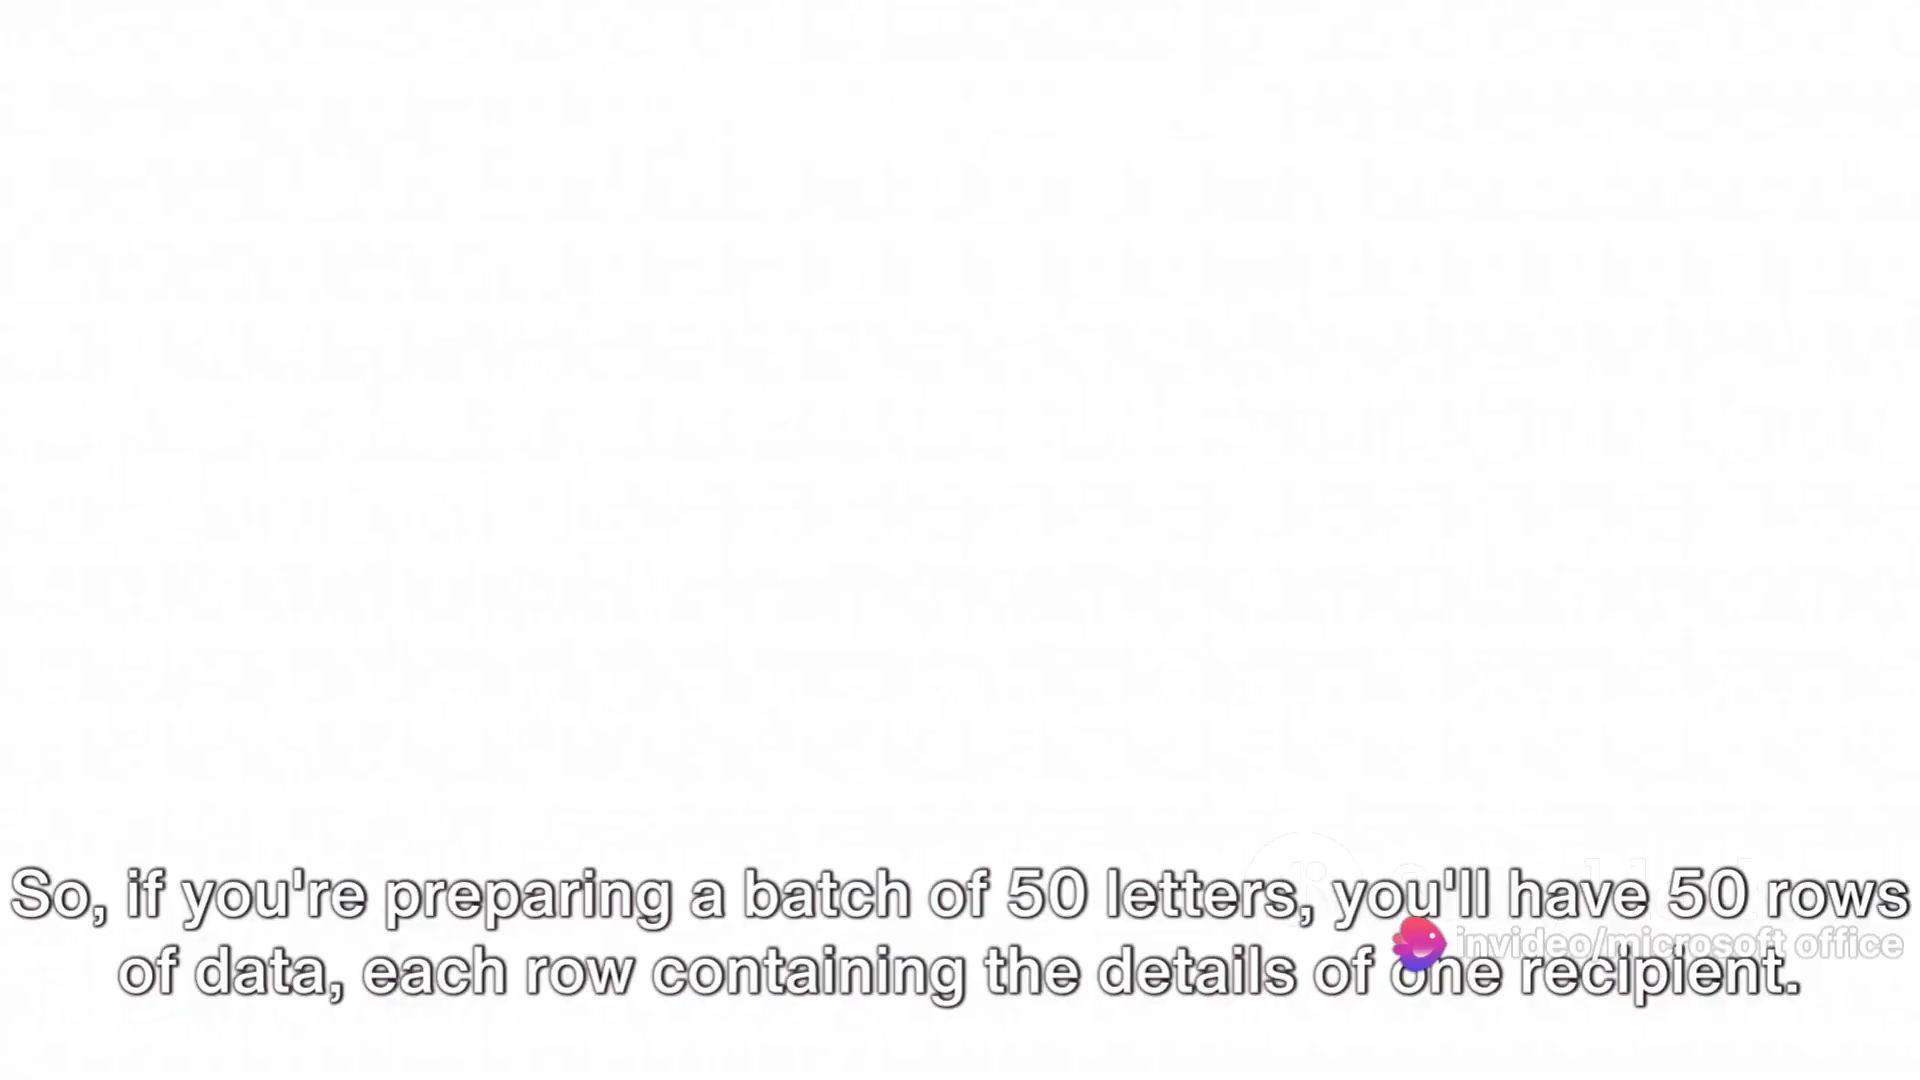 So, if you're preparing a batch of 50 letters, you'll have 50 rows
invideo/microsoft office
of data, each row containing the details of one recipient.